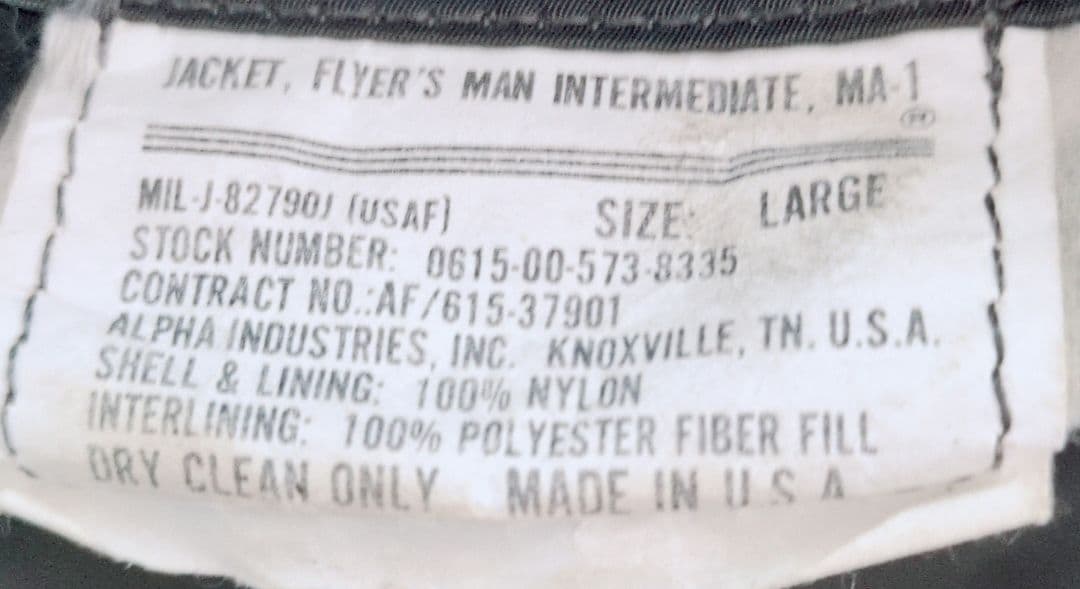 JACKET, FLYER'S MAN INTERMEDIATE, MA-1
MIL-J-82790J (USAF) SIZE: LARGE
STOCK NUMBER: 0615-00-573-8335
CONTRACT NO.:AF/615-37901
ALPHA INDUSTRIES, INC. KNOXVILLE, TN. U.S.A.
SHELL & LINING: 100% NYLON
INTERLINING: 100% POLYESTER FIBER FILL
DRY CLEAN ONLY MADE IN U.S.A